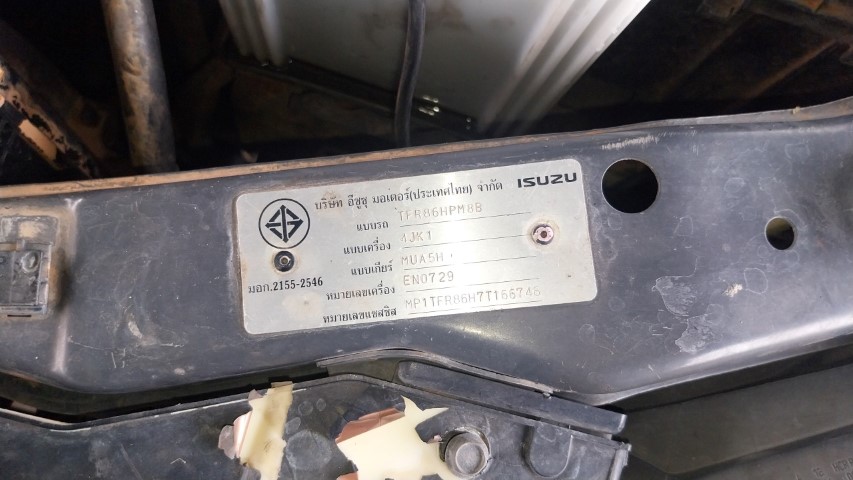 บริษัท อีซูซุ มอเตอร์(ประเทศไทย) จำกัด ISUZU
แบบรถ TFR86HPM8B
แบบเครื่อง 4JK1
แบบเกียร์ MUA5H
หมายเลขเครื่อง EN0729
มอก.2155-2546
หมายเลขแชสซิส MP1TFR86H7T156746